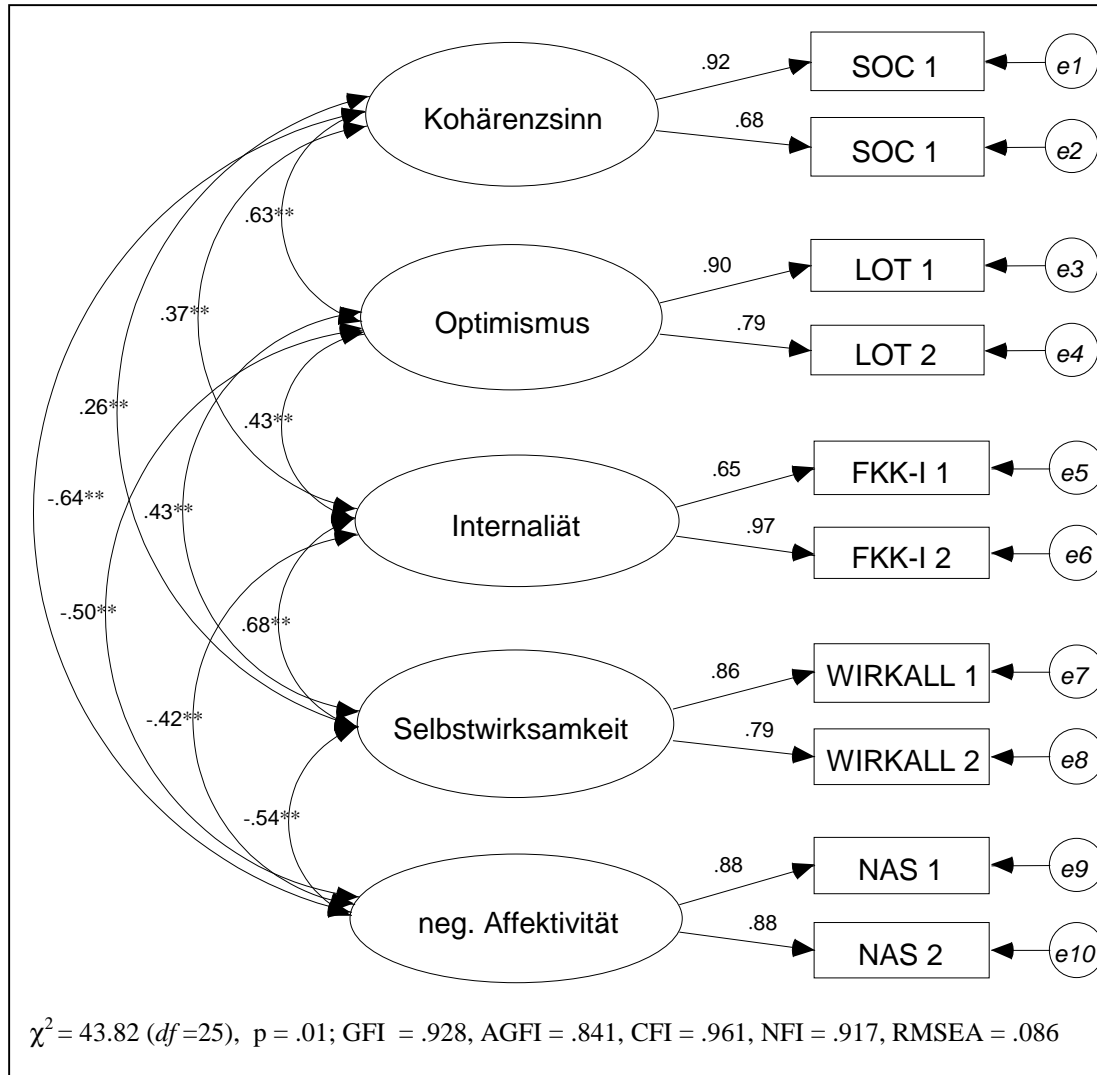 .92
SOC 1
e1
Kohärenzsinn
.68
SOC 1
e2
.63**
.90
LOT 1
e3
Optimismus
.37**
.79
LOT 2
e4
.26**
.43**
.65
FKK-I 1
e5
-.64**
.43**
Internaliät
.97
FKK-I 2
e6
-.50**
.68**
.86
WIRKALL 1
e7
-.42**
Selbstwirksamkeit
.79
WIRKALL 2
e8
-.54**
.88
NAS 1
e9
neg. Affektivität
.88
NAS 2
e10
χ² = 43.82 (df =25), p = .01; GFI = .928, AGFI = .841, CFI = .961, NFI = .917, RMSEA = .086